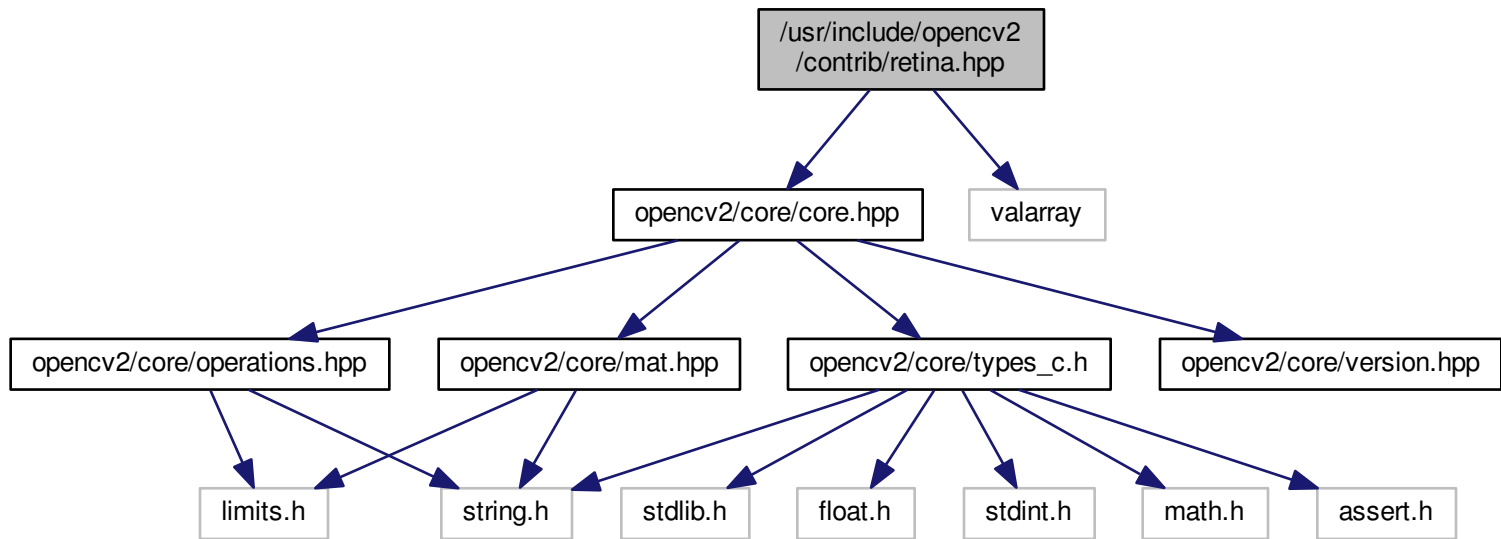 /usr/include/opencv2
/contrib/retina.hpp
opencv2/core/core.hpp
valarray
opencv2/core/operations.hpp
opencv2/core/mat.hpp
opencv2/core/types_c.h
opencv2/core/version.hpp
limits.h
string.h
stdlib.h
float.h
stdint.h
math.h
assert.h